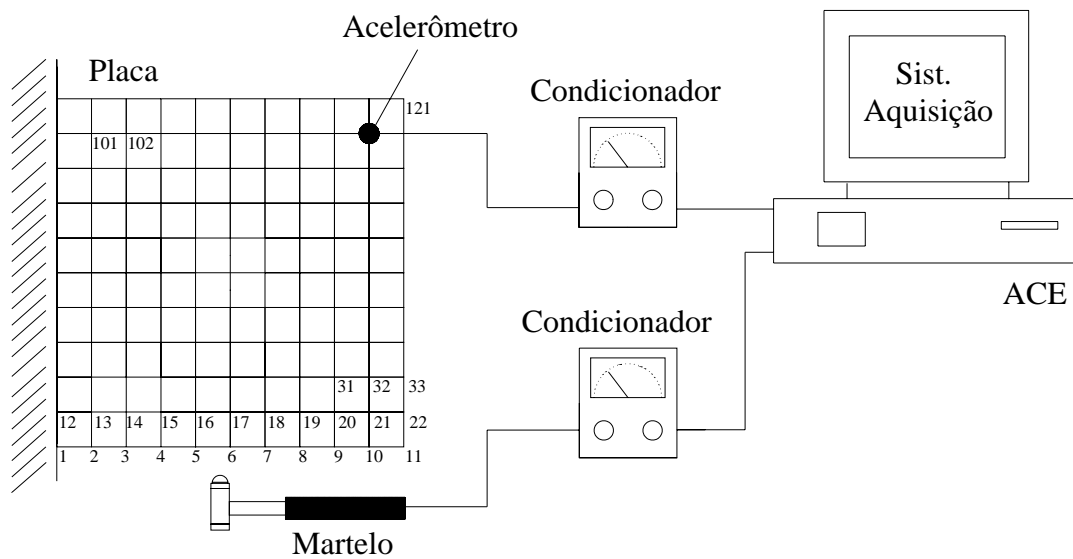 Acelerômetro
Placa
Condicionador
Sist.
Aquisição
121
101 102
ACE
Condicionador
31 32 33
12 13 14 15 16 17 18 19 20 21 22
1 2 3 4 5 6 7 8 9 10 11
Martelo